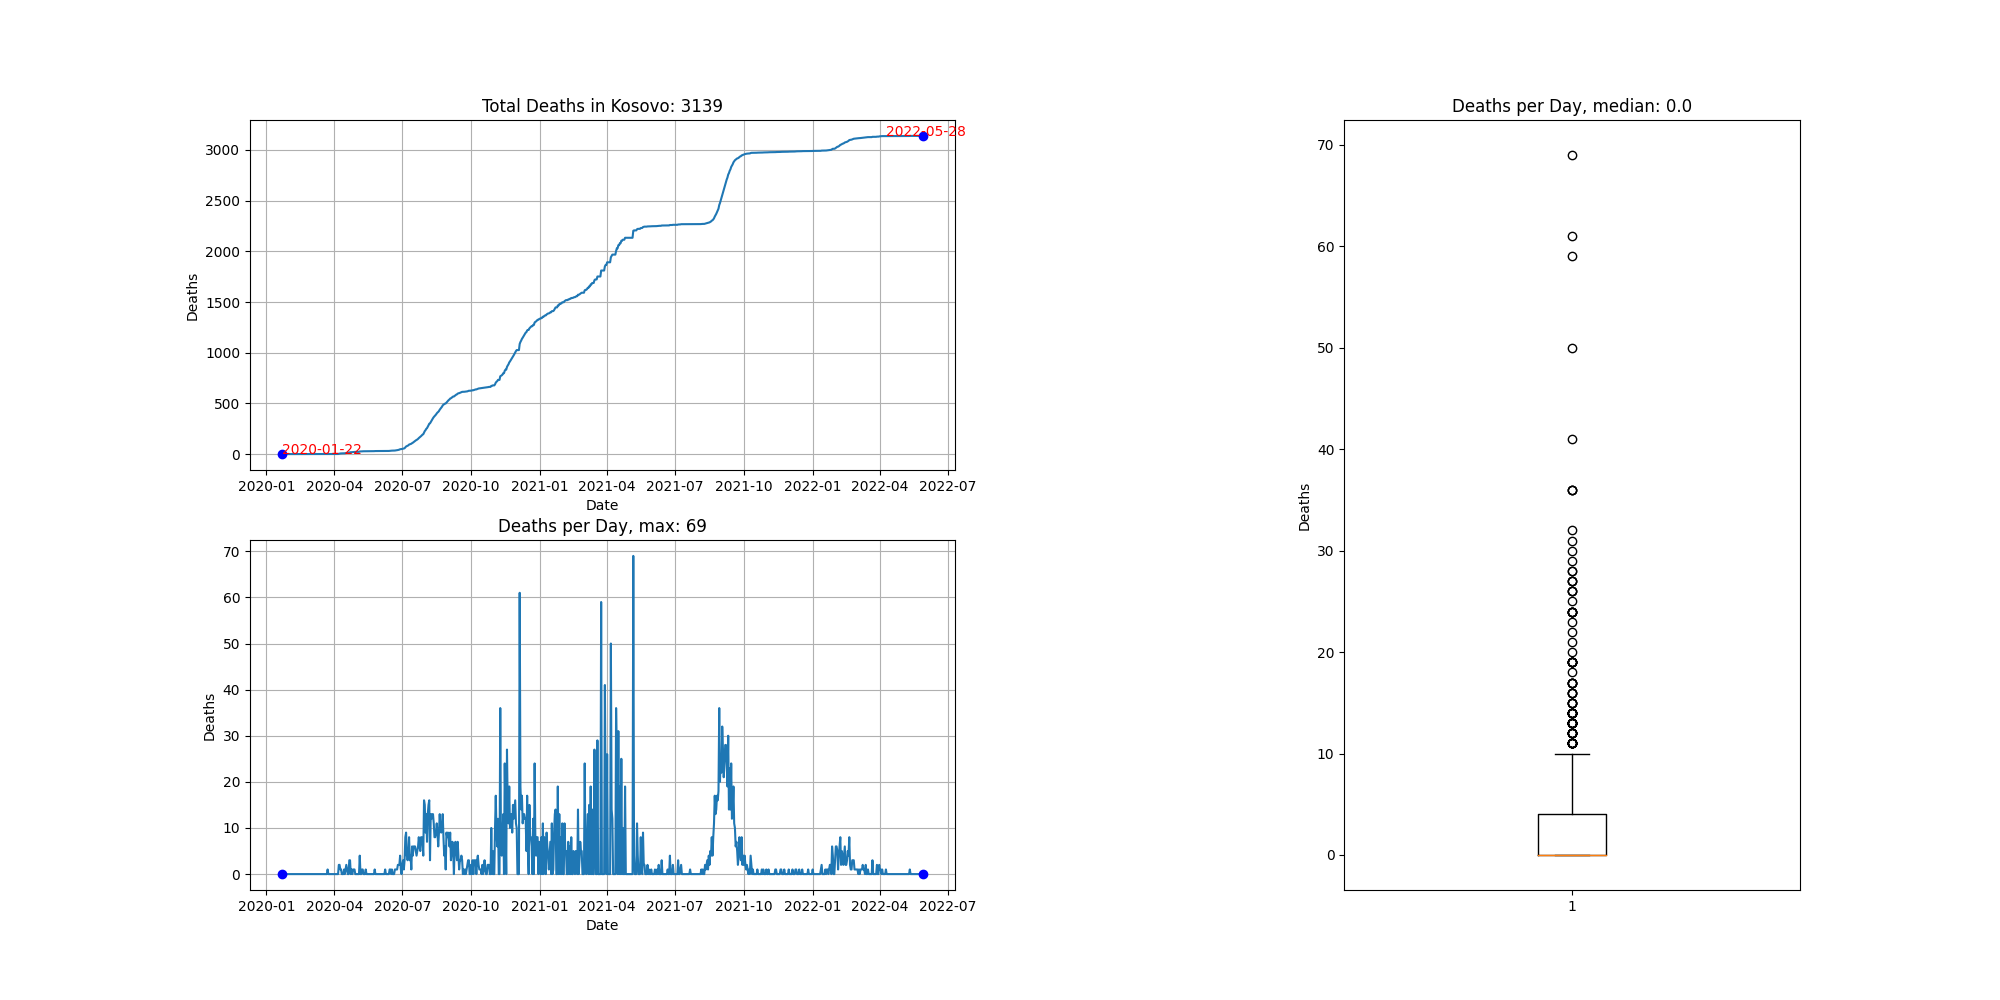 Total Deaths in Kosovo: 3139
3000
2500
2000
1500
1000
500
0
Deaths
2020-01-22
2022-05-28
2020-01 2020-04 2020-07 2020-10 2021-01 2021-04 2021-07 2021-10 2022-01 2022-04 2022-07
Date
Deaths per Day, max: 69
70
60
50
40
30
20
10
0
Deaths
2020-01 2020-04 2020-07 2020-10 2021-01 2021-04 2021-07 2021-10 2022-01 2022-04 2022-07
Date
Deaths per Day, median: 0.0
70
60
50
40
30
20
10
0
Deaths
1